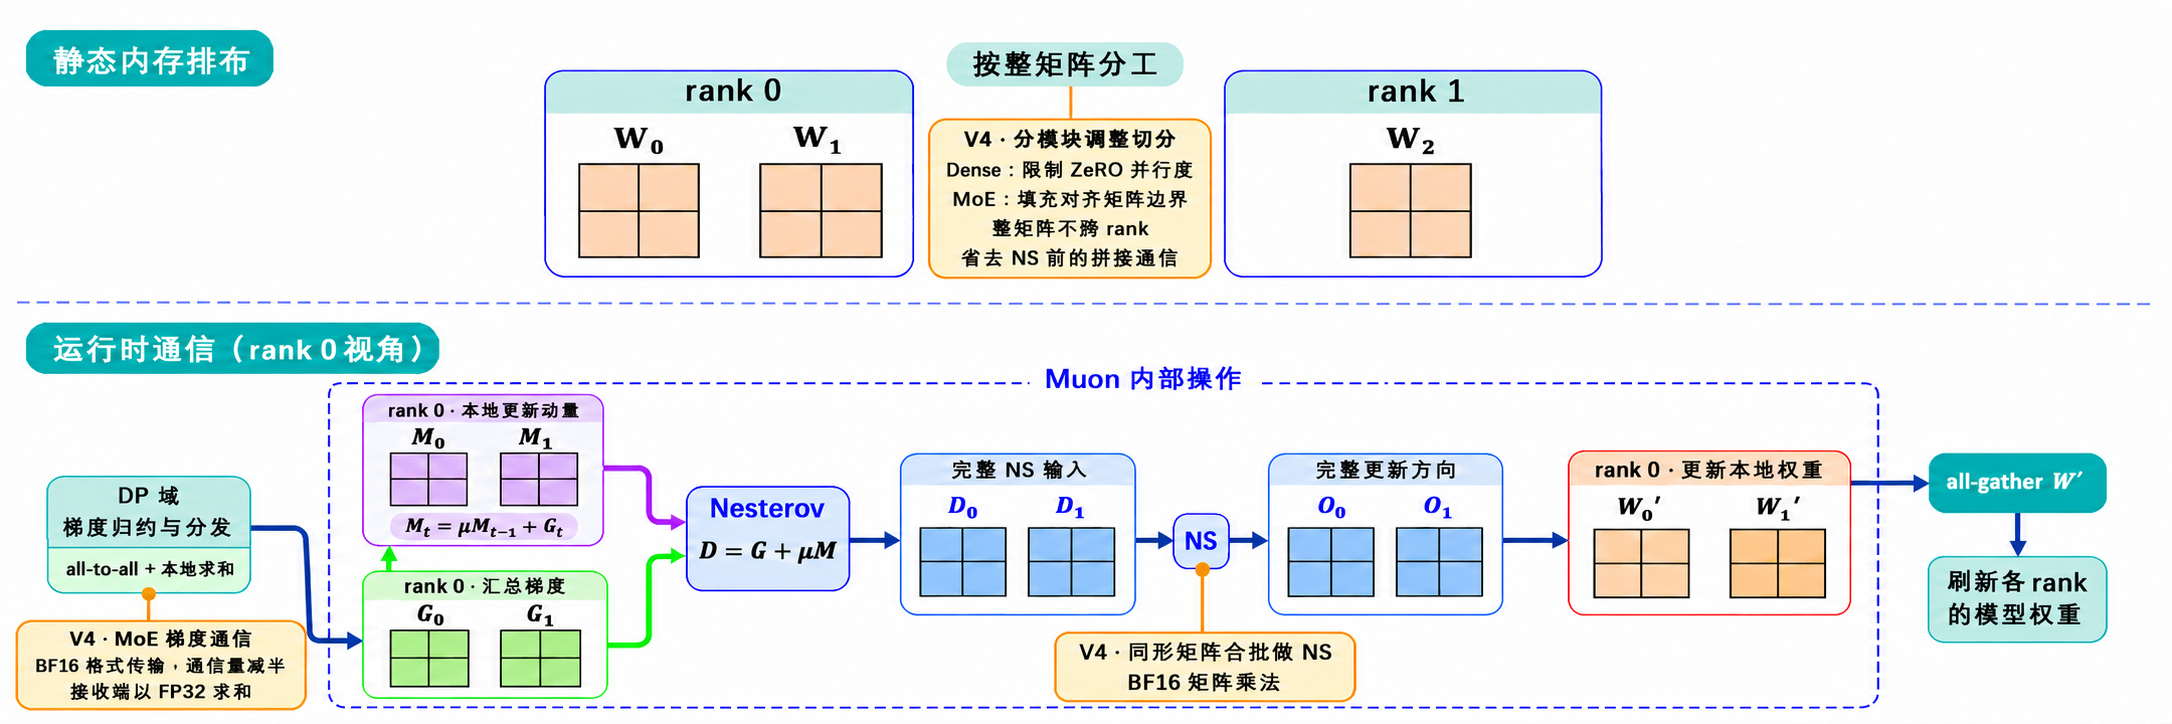 静态内存排布
按整矩阵分工
rank 0
W₀
W₁
V4 · 分模块调整切分
Dense：限制 ZeRO 并行度
MoE：填充对齐矩阵边界
整矩阵不跨 rank
省去 NS 前的拼接通信
rank 1
W₂
运行时通信（rank 0 视角）
Muon 内部操作
DP 域
梯度归约与分发
all-to-all + 本地求和
V4 · MoE 梯度通信
BF16 格式传输，通信量减半
接收端以 FP32 求和
rank 0 · 本地更新动量
M₀
M₁
Mₜ = μMₜ₋₁ + Gₜ
rank 0 · 汇总梯度
G₀
G₁
Nesterov
D = G + μM
完整 NS 输入
D₀
D₁
NS
V4 · 同形矩阵合批做 NS
BF16 矩阵乘法
完整更新方向
O₀
O₁
rank 0 · 更新本地权重
W₀′
W₁′
all-gather W′
刷新各 rank
的模型权重